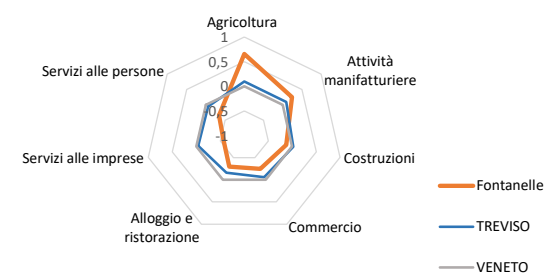 Agricoltura
1
0,5
0
-0,5
-1
Attività
manifatturiere
Costruzioni
Commercio
Alloggio e
ristorazione
Servizi alle imprese
Servizi alle persone
Fontanelle
TREVISO
VENETO